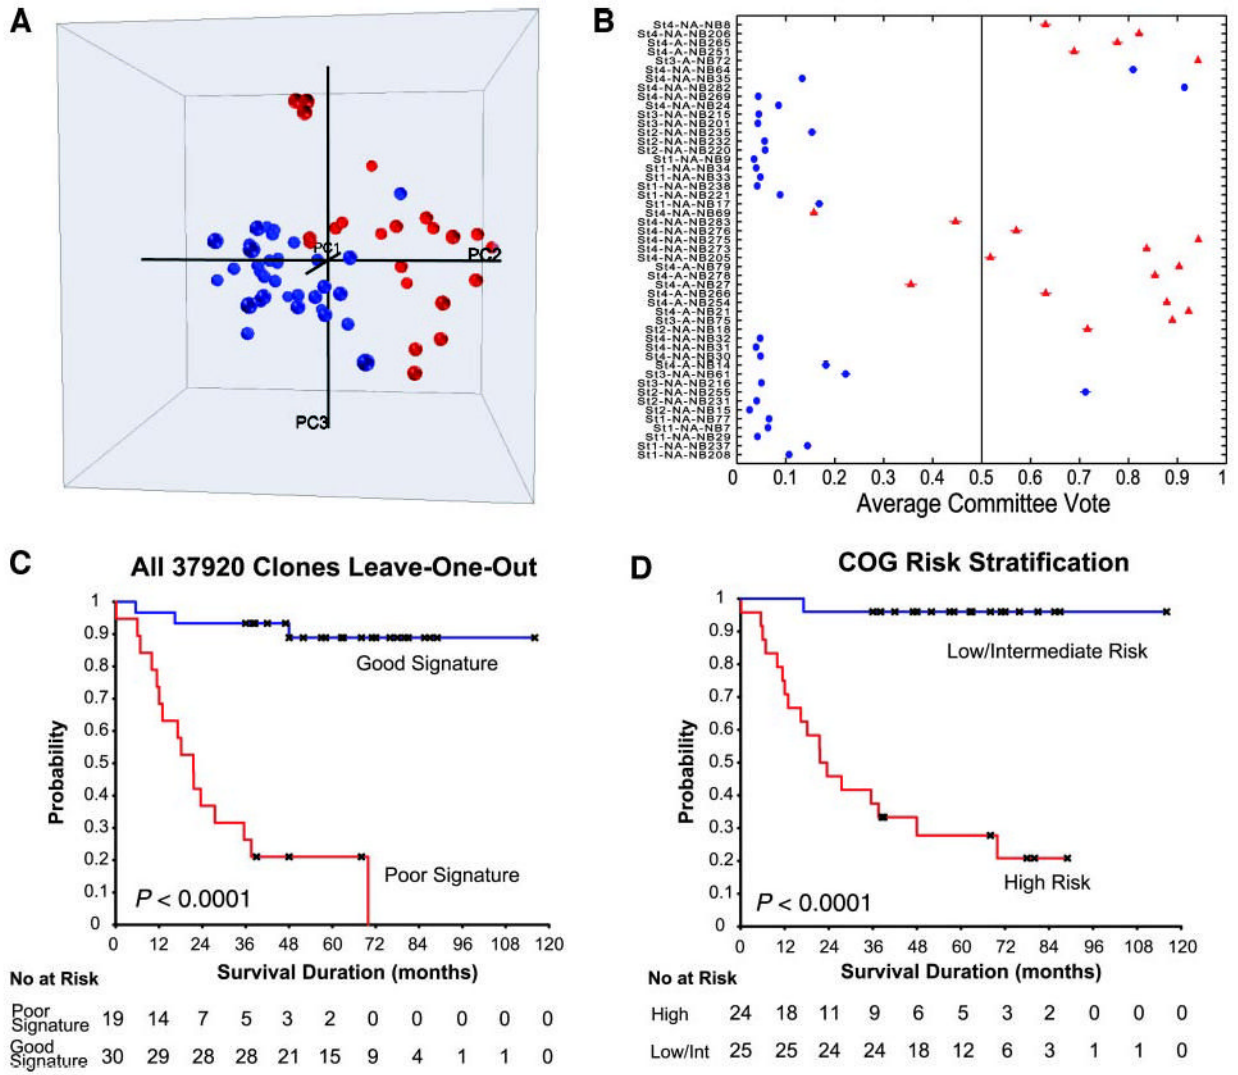 A
PC1
PC2
PC3
B
St4-NA-NB8
St4-NA-NB206
St4-A-NB265
St4-A-NB251
St3-A-NB72
St4-NA-NB64
St4-NA-NB35
St4-NA-NB282
St4-NA-NB269
St4-NA-NB24
St3-NA-NB215
St3-NA-NB201
St2-NA-NB235
St2-NA-NB232
St2-NA-NB220
St1-NA-NB9
St1-NA-NB34
St1-NA-NB33
St1-NA-NB238
St1-NA-NB221
St1-NA-NB17
St4-NA-NB69
St4-NA-NB283
St4-NA-NB276
St4-NA-NB275
St4-NA-NB273
St4-NA-NB205
St4-A-NB79
St4-A-NB278
St4-A-NB27
St4-A-NB266
St4-A-NB254
St4-A-NB21
St3-A-NB75
St2-NA-NB18
St4-NA-NB32
St4-NA-NB31
St4-NA-NB30
St4-A-NB14
St3-NA-NB61
St3-NA-NB216
St2-NA-NB255
St2-NA-NB231
St2-NA-NB15
St1-NA-NB77
St1-NA-NB7
St1-NA-NB29
St1-NA-NB237
St1-NA-NB208
0 0.1 0.2 0.3 0.4 0.5 0.6 0.7 0.8 0.9 1
Average Committee Vote
C
All 37920 Clones Leave-One-Out
1
0.9
0.8
0.7
0.6
0.5
0.4
0.3
0.2
0.1
0
Probability
Good Signature
Poor Signature
P < 0.0001
0 12 24 36 48 60 72 84 96 108 120
Survival Duration (months)
No at Risk
Poor
Signature 19 14 7 5 3 2 0 0 0 0 0
Good
Signature 30 29 28 28 21 15 9 4 1 1 0
D
COG Risk Stratification
1
0.9
0.8
0.7
0.6
0.5
0.4
0.3
0.2
0.1
0
Probability
Low/Intermediate Risk
High Risk
P < 0.0001
0 12 24 36 48 60 72 84 96 108 120
Survival Duration (months)
No at Risk
High 24 18 11 9 6 5 3 2 0 0 0
Low/Int 25 25 24 24 18 12 6 3 1 1 0